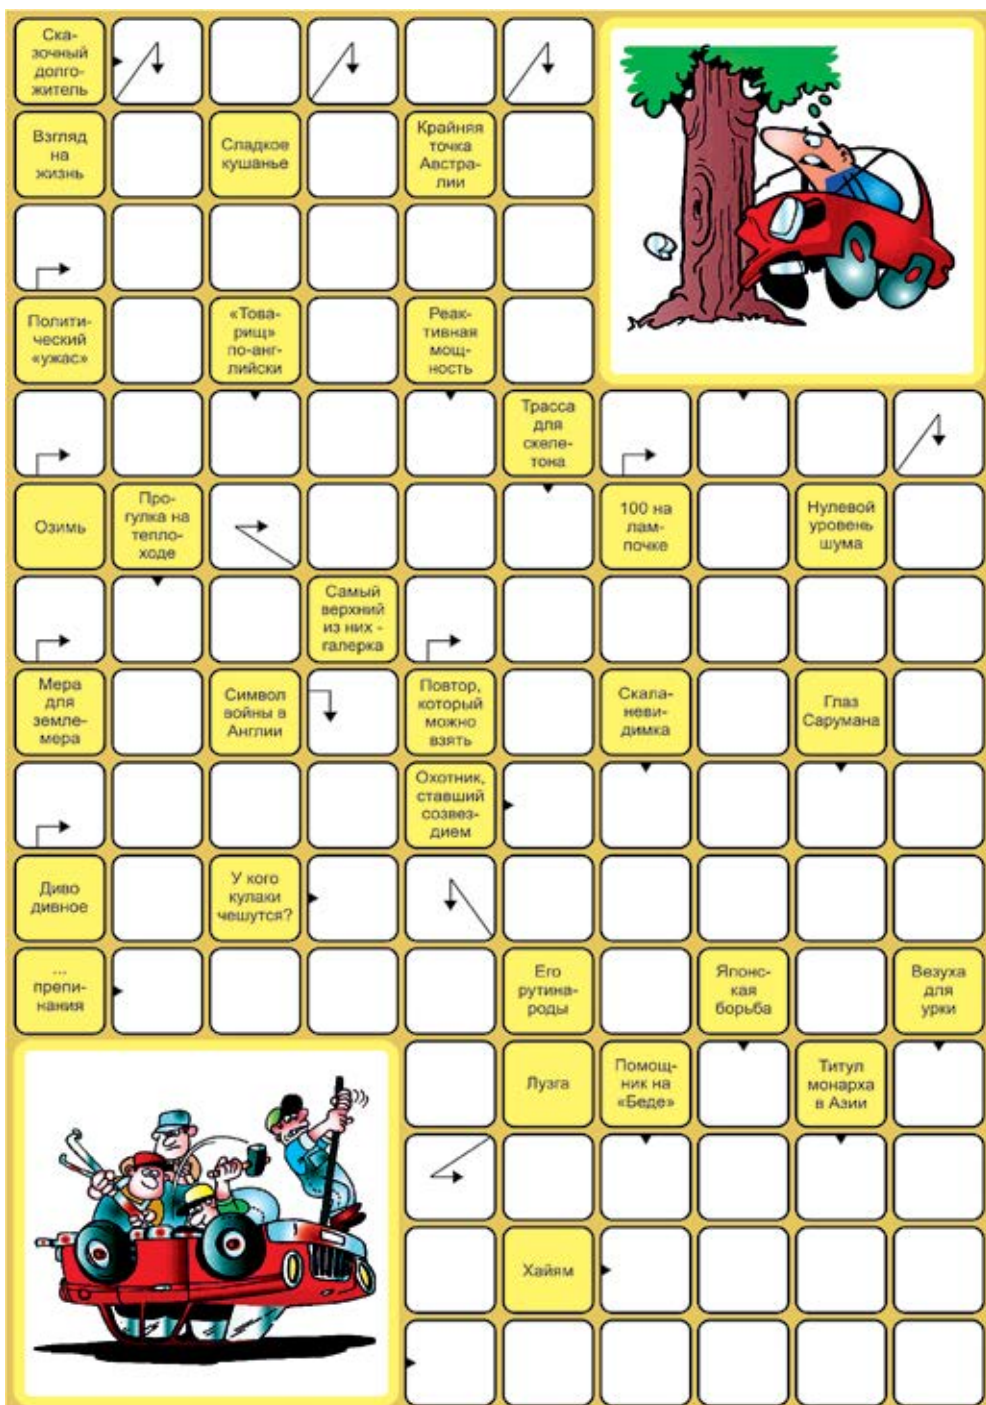 Ска-
зочный
долго-
житель
Взгляд
на
жизнь
Сладкое
кушанье
Крайняя
точка
Австра-
лии
Полити-
ческий
«ужас»
«Това-
рищ»
по-анг-
лийски
Реак-
тивная
мощ-
ность
Трасса
для
скеле-
тона
Озимь
Про-
гулка на
тепло-
ходе
100 на
лам-
почке
Нулевой
уровень
шума
Самый
верхний
из них -
галерка
Мера
для
земле-
мера
Символ
войны в
Англии
Повтор,
который
можно
взять
Скала-
неви-
димка
Глаз
Сарумана
Охотник,
ставший
созвез-
дием
Диво
дивное
У кого
кулаки
чешутся?
...
препи-
нания
Его
рутина-
роды
Японс-
кая
борьба
Везуха
для
урки
Лузга
Помощ-
ник на
«Беде»
Титул
монарха
в Азии
Хайям